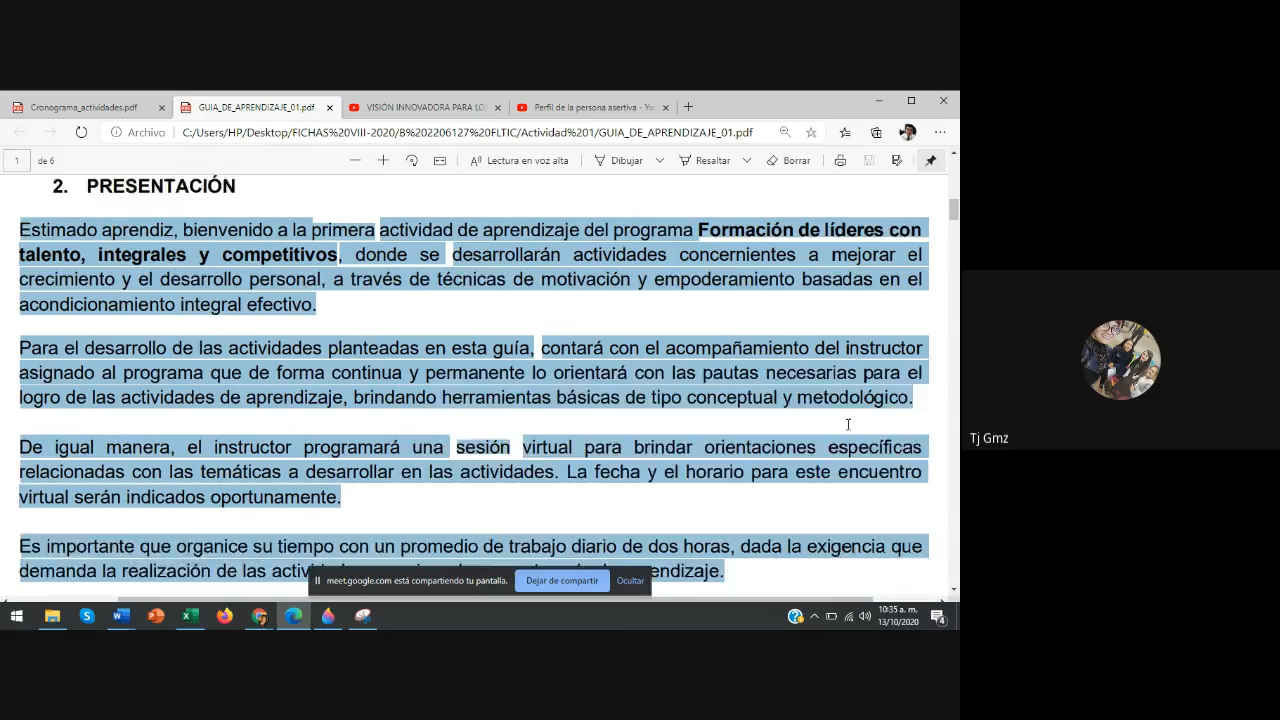 Cronograma_actividades.pdf
GUIA_DE_APRENDIZAJE_01.pdf
VISIÓN INNOVADORA PARA LO
Perfil de la persona asertiva - Yo
Archivo C:/Users/HP/Desktop/FICHAS%20VIII-2020/B%202206127%20FLTIC/Actividad%201/GUIA_DE_APRENDIZAJE_01.pdf
1 de 6 Lectura en voz alta Dibujar Resaltar Borrar
2. PRESENTACIÓN
Estimado aprendiz, bienvenido a la primera actividad de aprendizaje del programa Formación de líderes con
talento, integrales y competitivos, donde se desarrollarán actividades concernientes a mejorar el
crecimiento y el desarrollo personal, a través de técnicas de motivación y empoderamiento basadas en el
acondicionamiento integral efectivo.
Para el desarrollo de las actividades planteadas en esta guía, contará con el acompañamiento del instructor
asignado al programa que de forma continua y permanente lo orientará con las pautas necesarias para el
logro de las actividades de aprendizaje, brindando herramientas básicas de tipo conceptual y metodológico.
De igual manera, el instructor programará una sesión virtual para brindar orientaciones específicas
relacionadas con las temáticas a desarrollar en las actividades. La fecha y el horario para este encuentro
virtual serán indicados oportunamente.
Es importante que organice su tiempo con un promedio de trabajo diario de dos horas, dada la exigencia que
demanda la realización de las
meet.google.com está compartiendo tu pantalla. Dejar de compartir Ocultar
10:35 a. m.
13/10/2020
4
Tj Gmz